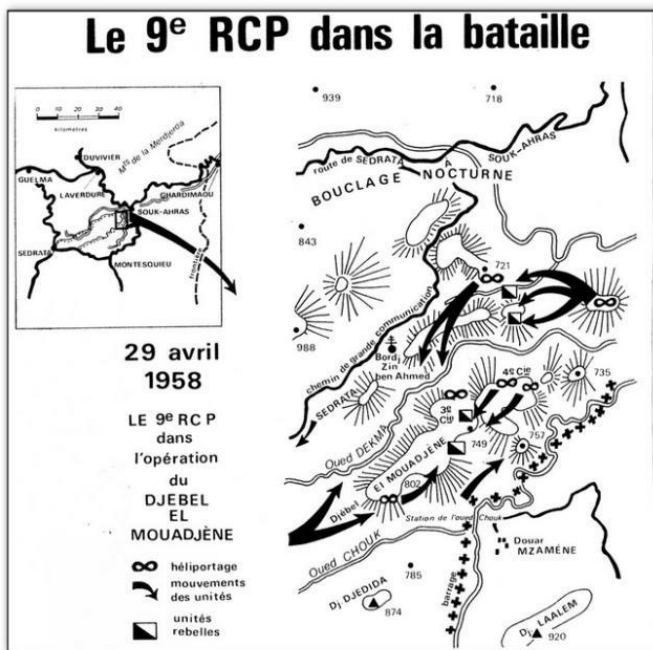 Le 9e RCP dans la bataille
0 10 20 30 40
kilomètres
Mts de la Merdjerda
DUVIVIER
GUELMA
LAVERDURE
GHARDIMAOU
SOUK-AHRAS
SEDRATA
MONTESQUIEU
frontière
29 avril
1958
LE 9e RCP
dans
l'opération
du
DJEBEL
EL
MOUADJÈNE
héliportage
mouvements
des unités
unités
rebelles
939
718
route de SEDRATA A SOUK-AHRAS
BOUCLAGE NOCTURNE
843
721
988
chemin de grande communication
Bordj
Zin
ben Ahmed
SEDRATA
735
4e Cie
3e
Cie
Oued DEKMA
749
757
Djébel El MOUADJÈNE
802
Station de l'oued Chouk
Oued CHOUK
Douar
MZAMÉNE
785
barrage
Dj DJEDIDA
874
Dj LAALEM
920